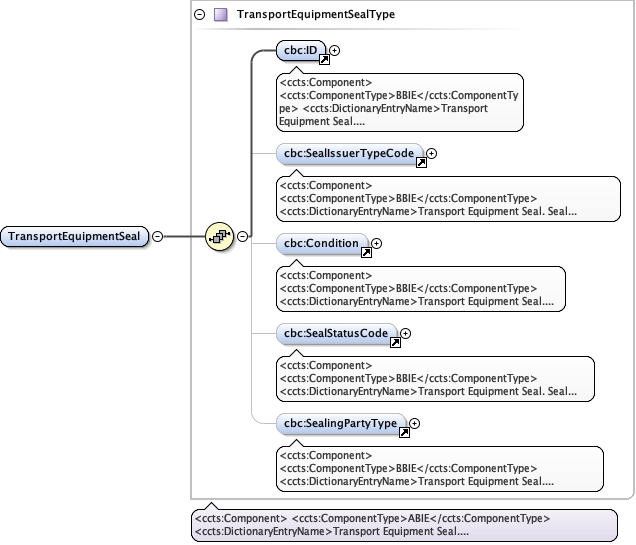 TransportEquipmentSealType
cbc:ID
<ccts:Component>
<ccts:ComponentType>BBIE</ccts:ComponentTy
pe> <ccts:DictionaryEntryName>Transport
Equipment Seal....
cbc:SealIssuerTypeCode
<ccts:Component>
<ccts:ComponentType>BBIE</ccts:ComponentType>
<ccts:DictionaryEntryName>Transport Equipment Seal. Seal...
TransportEquipmentSeal
cbc:Condition
<ccts:Component>
<ccts:ComponentType>BBIE</ccts:ComponentType>
<ccts:DictionaryEntryName>Transport Equipment Seal....
cbc:SealStatusCode
<ccts:Component>
<ccts:ComponentType>BBIE</ccts:ComponentType>
<ccts:DictionaryEntryName>Transport Equipment Seal. Seal...
cbc:SealingPartyType
<ccts:Component>
<ccts:ComponentType>BBIE</ccts:ComponentType>
<ccts:DictionaryEntryName>Transport Equipment Seal....
<ccts:Component> <ccts:ComponentType>ABIE</ccts:ComponentType>
<ccts:DictionaryEntryName>Transport Equipment Seal....